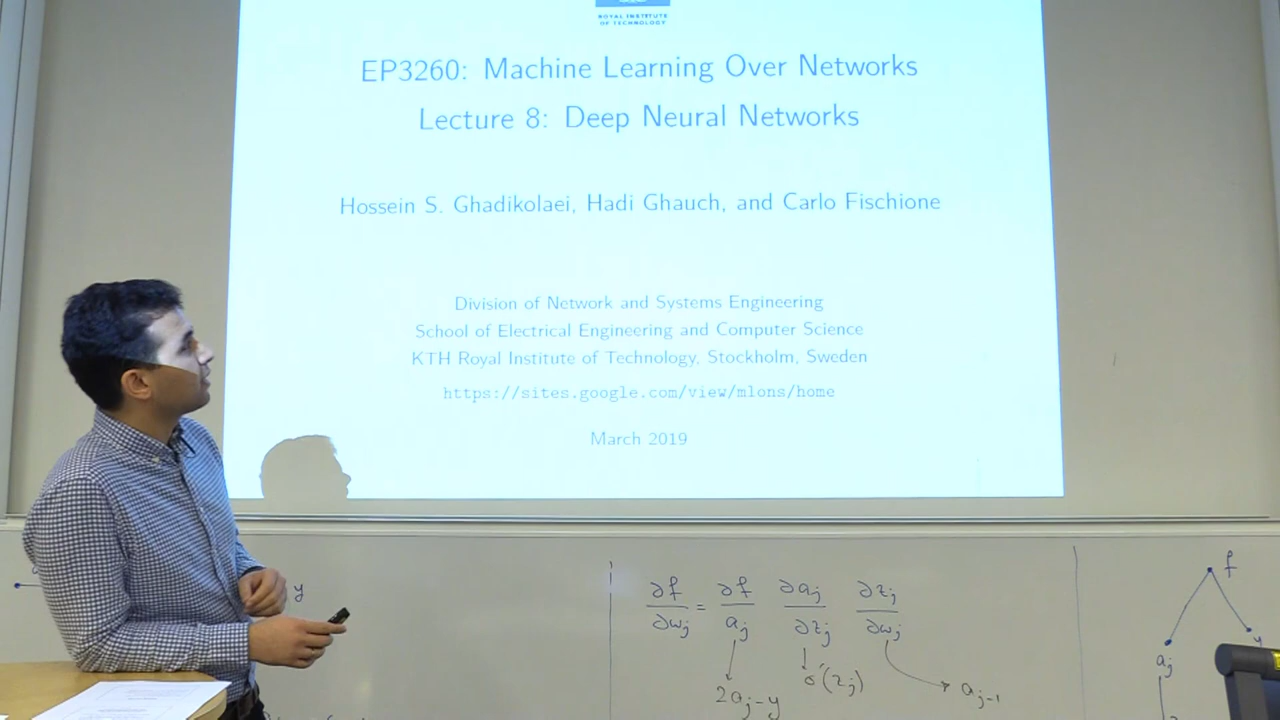 ROYAL INSTITUTE
OF TECHNOLOGY
EP3260: Machine Learning Over Networks
Lecture 8: Deep Neural Networks
Hossein S. Ghadikolaei, Hadi Ghauch, and Carlo Fischione
Division of Network and Systems Engineering
School of Electrical Engineering and Computer Science
KTH Royal Institute of Technology, Stockholm, Sweden
https://sites.google.com/view/mlons/home
March 2019
y
∂f/∂wj = ∂f/aj ∂aj/∂zj ∂zj/∂wj
2aj-y
σ'(zj)
aj-1
f
aj
y